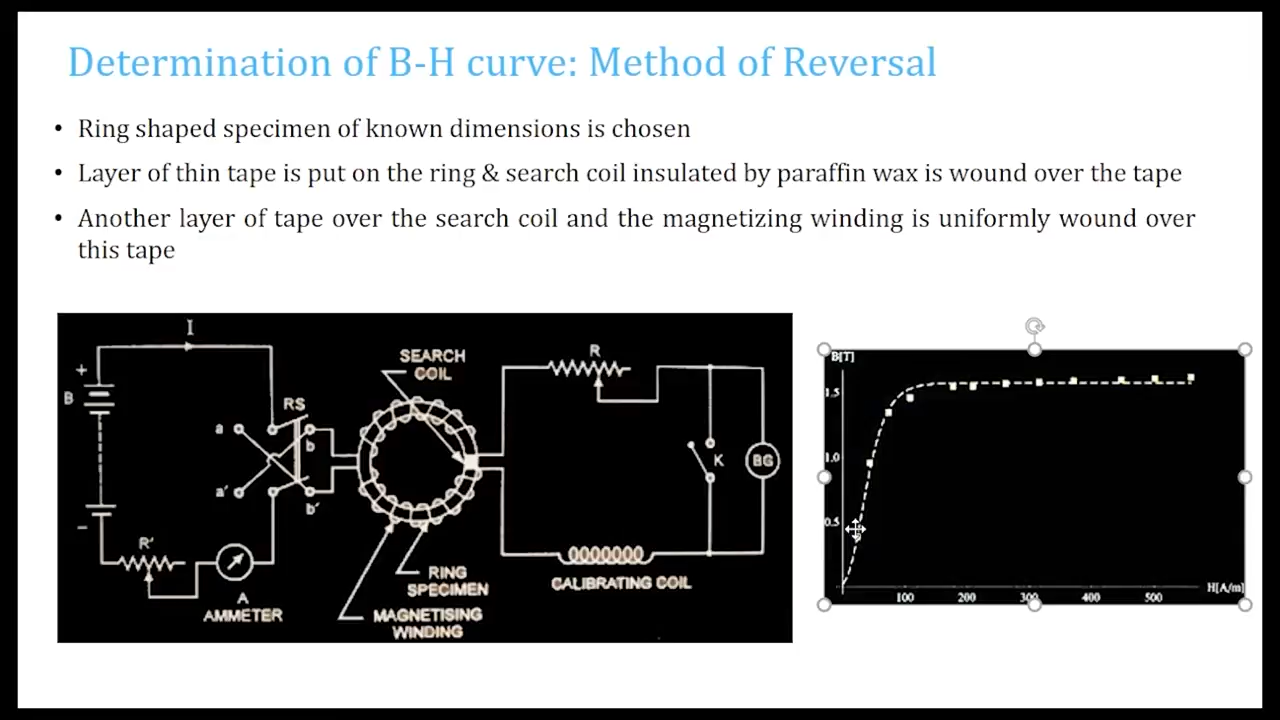 Determination of B-H curve: Method of Reversal
• Ring shaped specimen of known dimensions is chosen
• Layer of thin tape is put on the ring & search coil insulated by paraffin wax is wound over the tape
• Another layer of tape over the search coil and the magnetizing winding is uniformly wound over
this tape
I
+
B
−
RS
a
a'
b
b'
R'
A
AMMETER
SEARCH
COIL
RING
SPECIMEN
MAGNETISING
WINDING
R
K
BG
CALIBRATING COIL
B[T]
1.5
1.0
0.5
100 200 300 400 500
H[A/m]